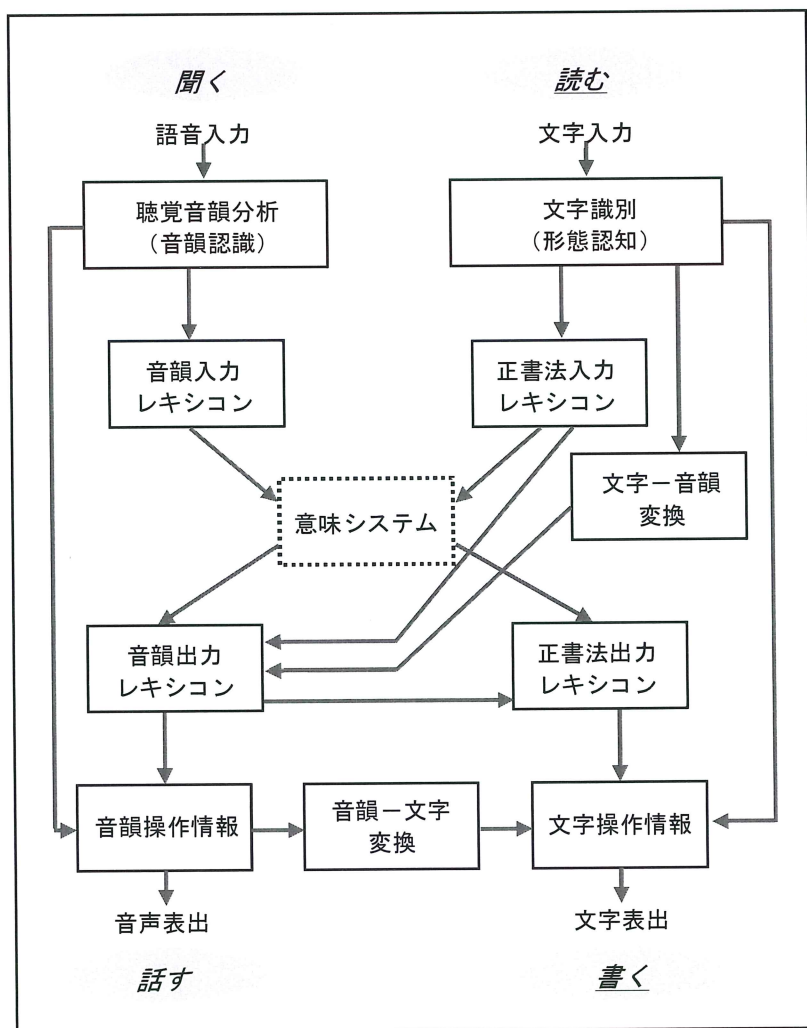 聞く
読む
語音入力
文字入力
聴覚音韻分析
(音韻認識)
文字識別
(形態認知)
音韻入力
レキシコン
正書法入力
レキシコン
文字－音韻
変換
意味システム
音韻出力
レキシコン
正書法出力
レキシコン
音韻操作情報
音韻－文字
変換
文字操作情報
音声表出
文字表出
話す
書く